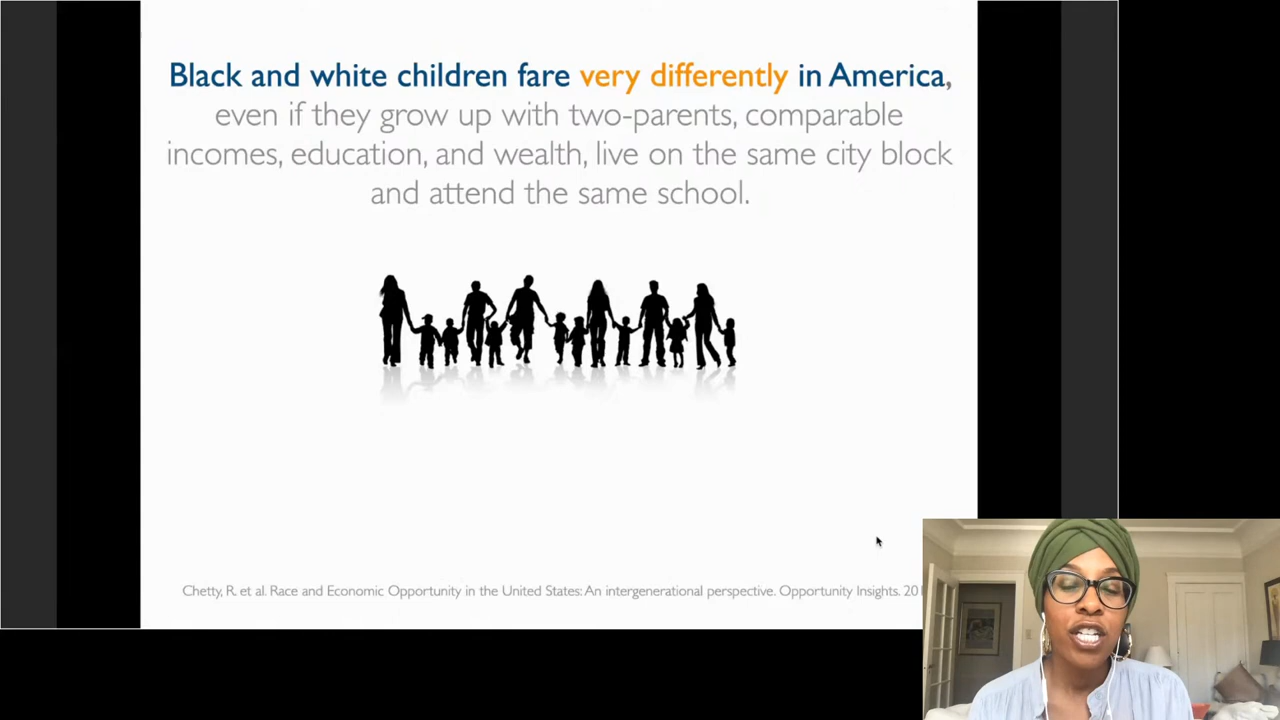 Black and white children fare very differently in America,
even if they grow up with two-parents, comparable
incomes, education, and wealth, live on the same city block
and attend the same school.
Chetty, R. et al. Race and Economic Opportunity in the United States: An intergenerational perspective. Opportunity Insights.